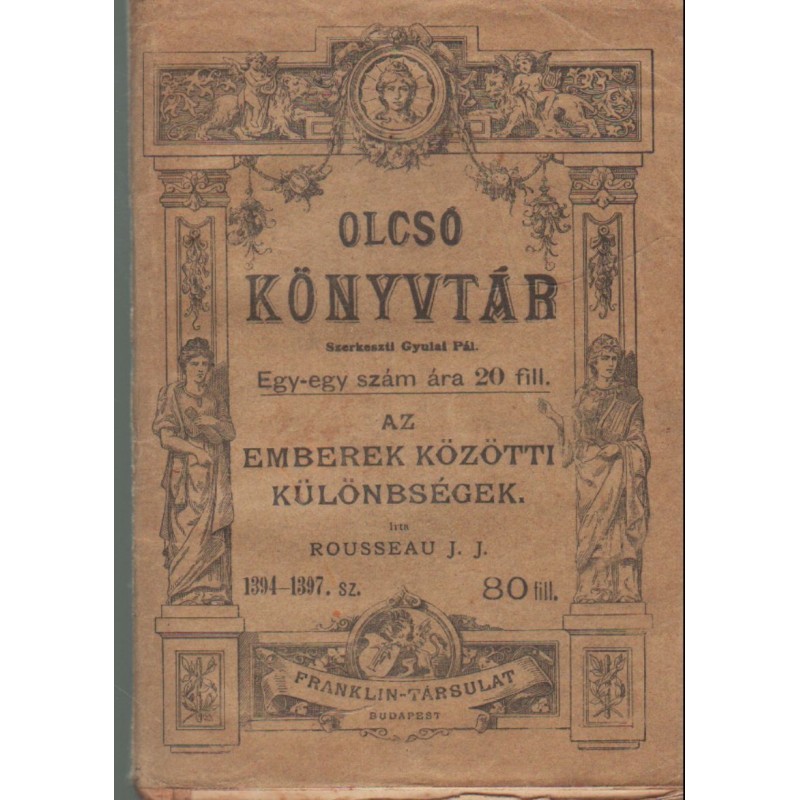 OLCSÓ
KÖNYVTÁR
Szerkeszti Gyulai Pál.
Egy-egy szám ára 20 fill.
AZ
EMBEREK KÖZÖTTI
KÜLÖNBSÉGEK.
Irta
ROUSSEAU J. J.
1394–1397. sz. 80 fill.
FRANKLIN-TÁRSULAT
BUDAPEST